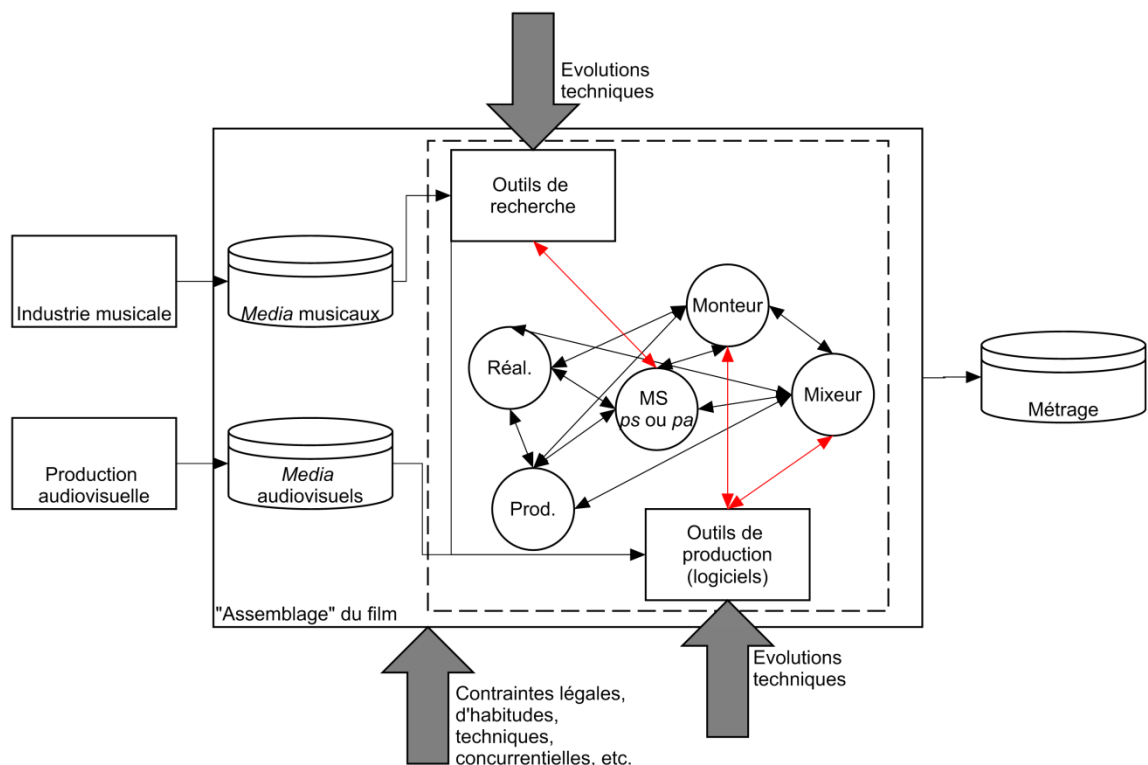 Evolutions
techniques
Outils de
recherche
Industrie musicale
Media musicaux
Monteur
Réal.
MS
ps ou pa
Mixeur
Métrage
Production
audiovisuelle
Media
audiovisuels
Prod.
Outils de
production
(logiciels)
"Assemblage" du film
Evolutions
techniques
Contraintes légales,
d'habitudes,
techniques,
concurrentielles, etc.